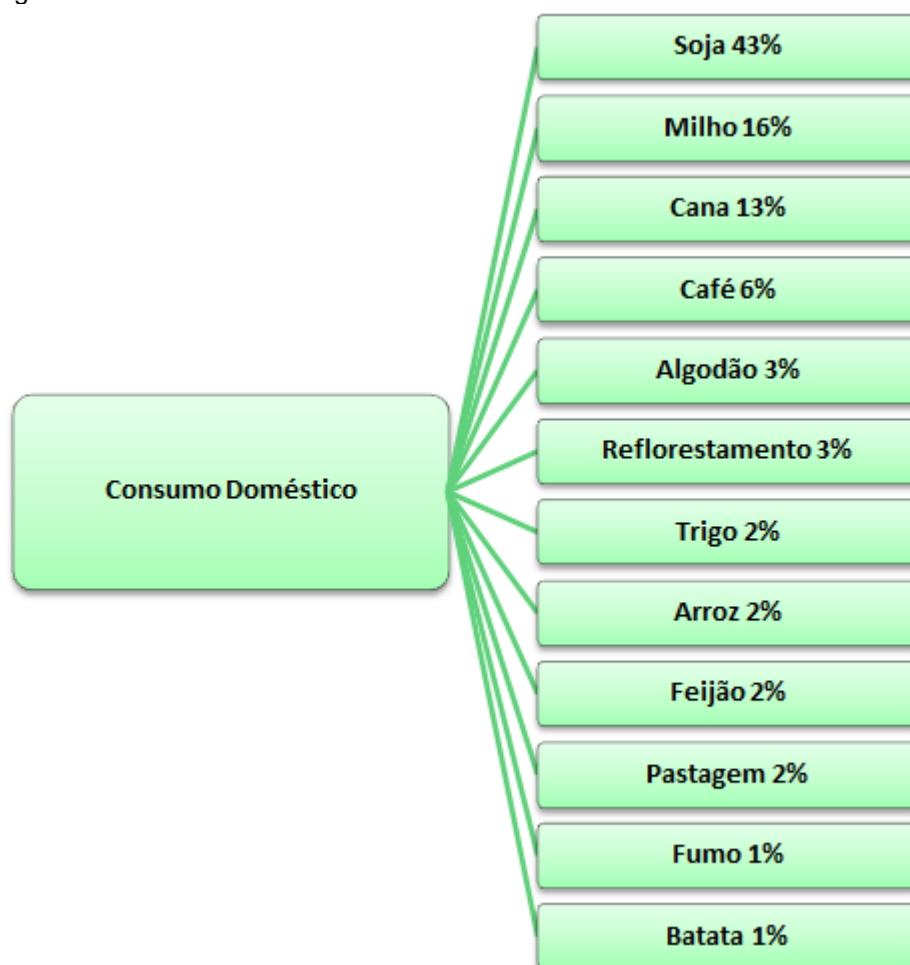 Soja 43%
Milho 16%
Cana 13%
Café 6%
Algodão 3%
Reflorestamento 3%
Consumo Doméstico
Trigo 2%
Arroz 2%
Feijão 2%
Pastagem 2%
Fumo 1%
Batata 1%